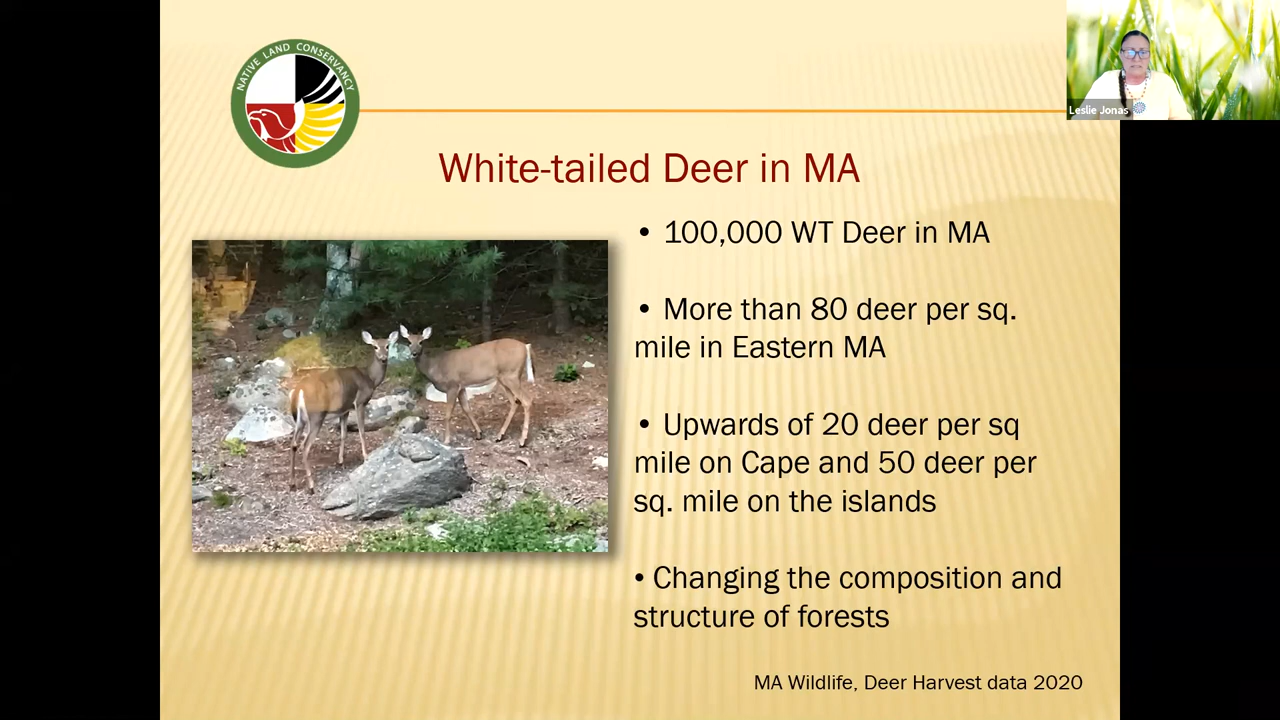 NATIVE LAND CONSERVANCY
Leslie Jonas
White-tailed Deer in MA
• 100,000 WT Deer in MA
• More than 80 deer per sq.
mile in Eastern MA
• Upwards of 20 deer per sq
mile on Cape and 50 deer per
sq. mile on the islands
• Changing the composition and
structure of forests
MA Wildlife, Deer Harvest data 2020